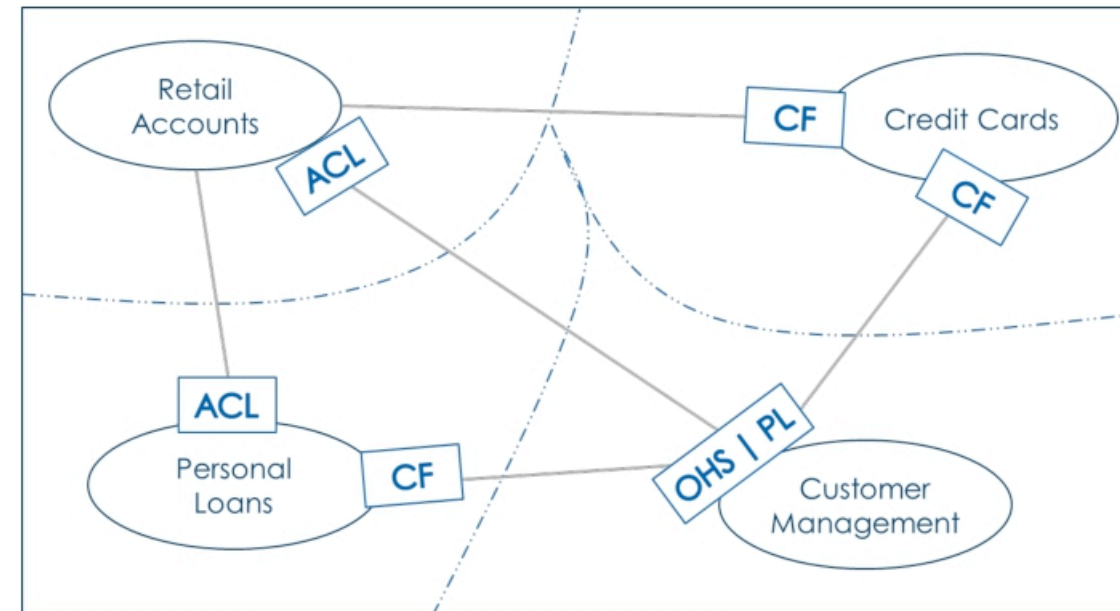 Retail
Accounts
CF
Credit Cards
ACL
CF
ACL
Personal
Loans
CF
OHS | PL
Customer
Management